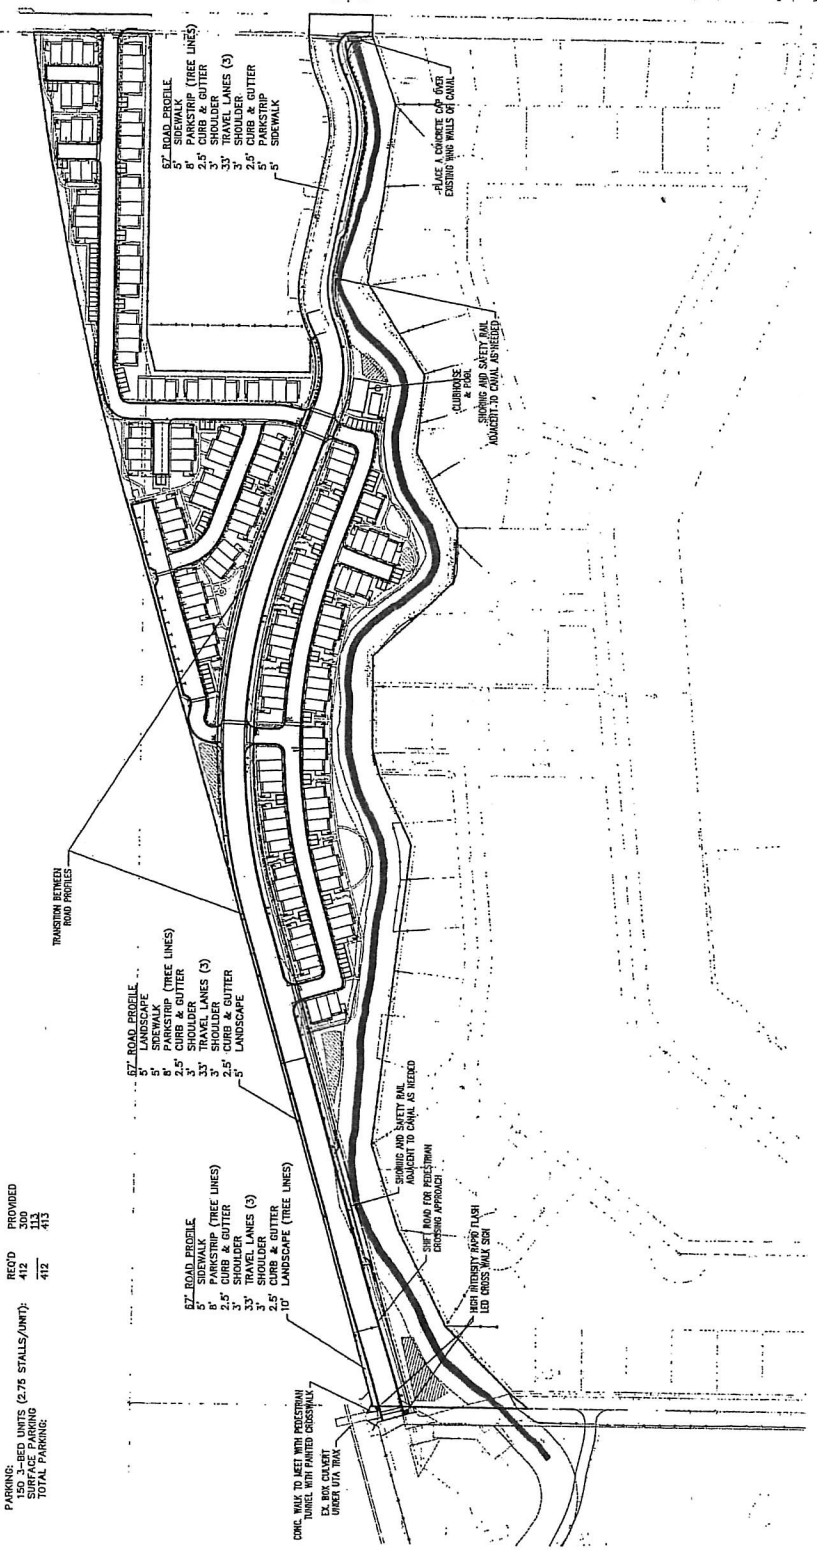 PARKING:
REQ'D PROVIDED
150 3-BED UNITS (2.75 STALLS/UNIT): 412 300
SURFACE PARKING 113
TOTAL PARKING: 412 413
CONC. WALK TO MEET WITH PEDESTRIAN
TUNNEL WITH PAINTED CROSSWALK
EX. BOX CULVERT
UNDER UTA TRAX
67' ROAD PROFILE
5' SIDEWALK
8' PARKSTRIP (TREE LINES)
2.5' CURB & GUTTER
3' SHOULDER
33' TRAVEL LANES (3)
3' SHOULDER
2.5' CURB & GUTTER
10' LANDSCAPE (TREE LINES)
67' ROAD PROFILE
5' LANDSCAPE
5' SIDEWALK
8' PARKSTRIP (TREE LINES)
2.5' CURB & GUTTER
3' SHOULDER
33' TRAVEL LANES (3)
3' SHOULDER
2.5' CURB & GUTTER
5' LANDSCAPE
TRANSITION BETWEEN
ROAD PROFILES
67' ROAD PROFILE
5' SIDEWALK
8' PARKSTRIP (TREE LINES)
2.5' CURB & GUTTER
3' SHOULDER
33' TRAVEL LANES (3)
3' SHOULDER
2.5' CURB & GUTTER
5' PARKSTRIP
5' SIDEWALK
HIGH INTENSITY RAPID FLASH
LED CROSS WALK SIGN
SHIFT ROAD FOR PEDESTRIAN
CROSSING APPROACH
SHORING AND SAFETY RAIL
ADJACENT TO CANAL AS NEEDED
CLUBHOUSE
& POOL
SHORING AND SAFETY RAIL
ADJACENT TO CANAL AS NEEDED
PLACE A CONCRETE CAP OVER
EXISTING WING WALLS OF CANAL